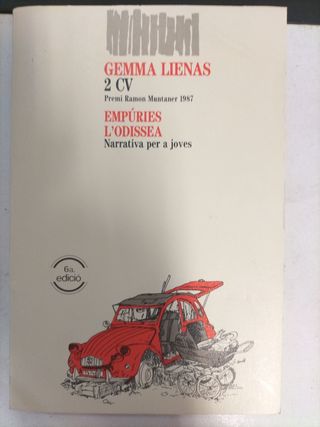 GEMMA LIENAS
2 CV
Premi Ramon Muntaner 1987
EMPÚRIES
L'ODISSEA
Narrativa per a joves
6a.
edició